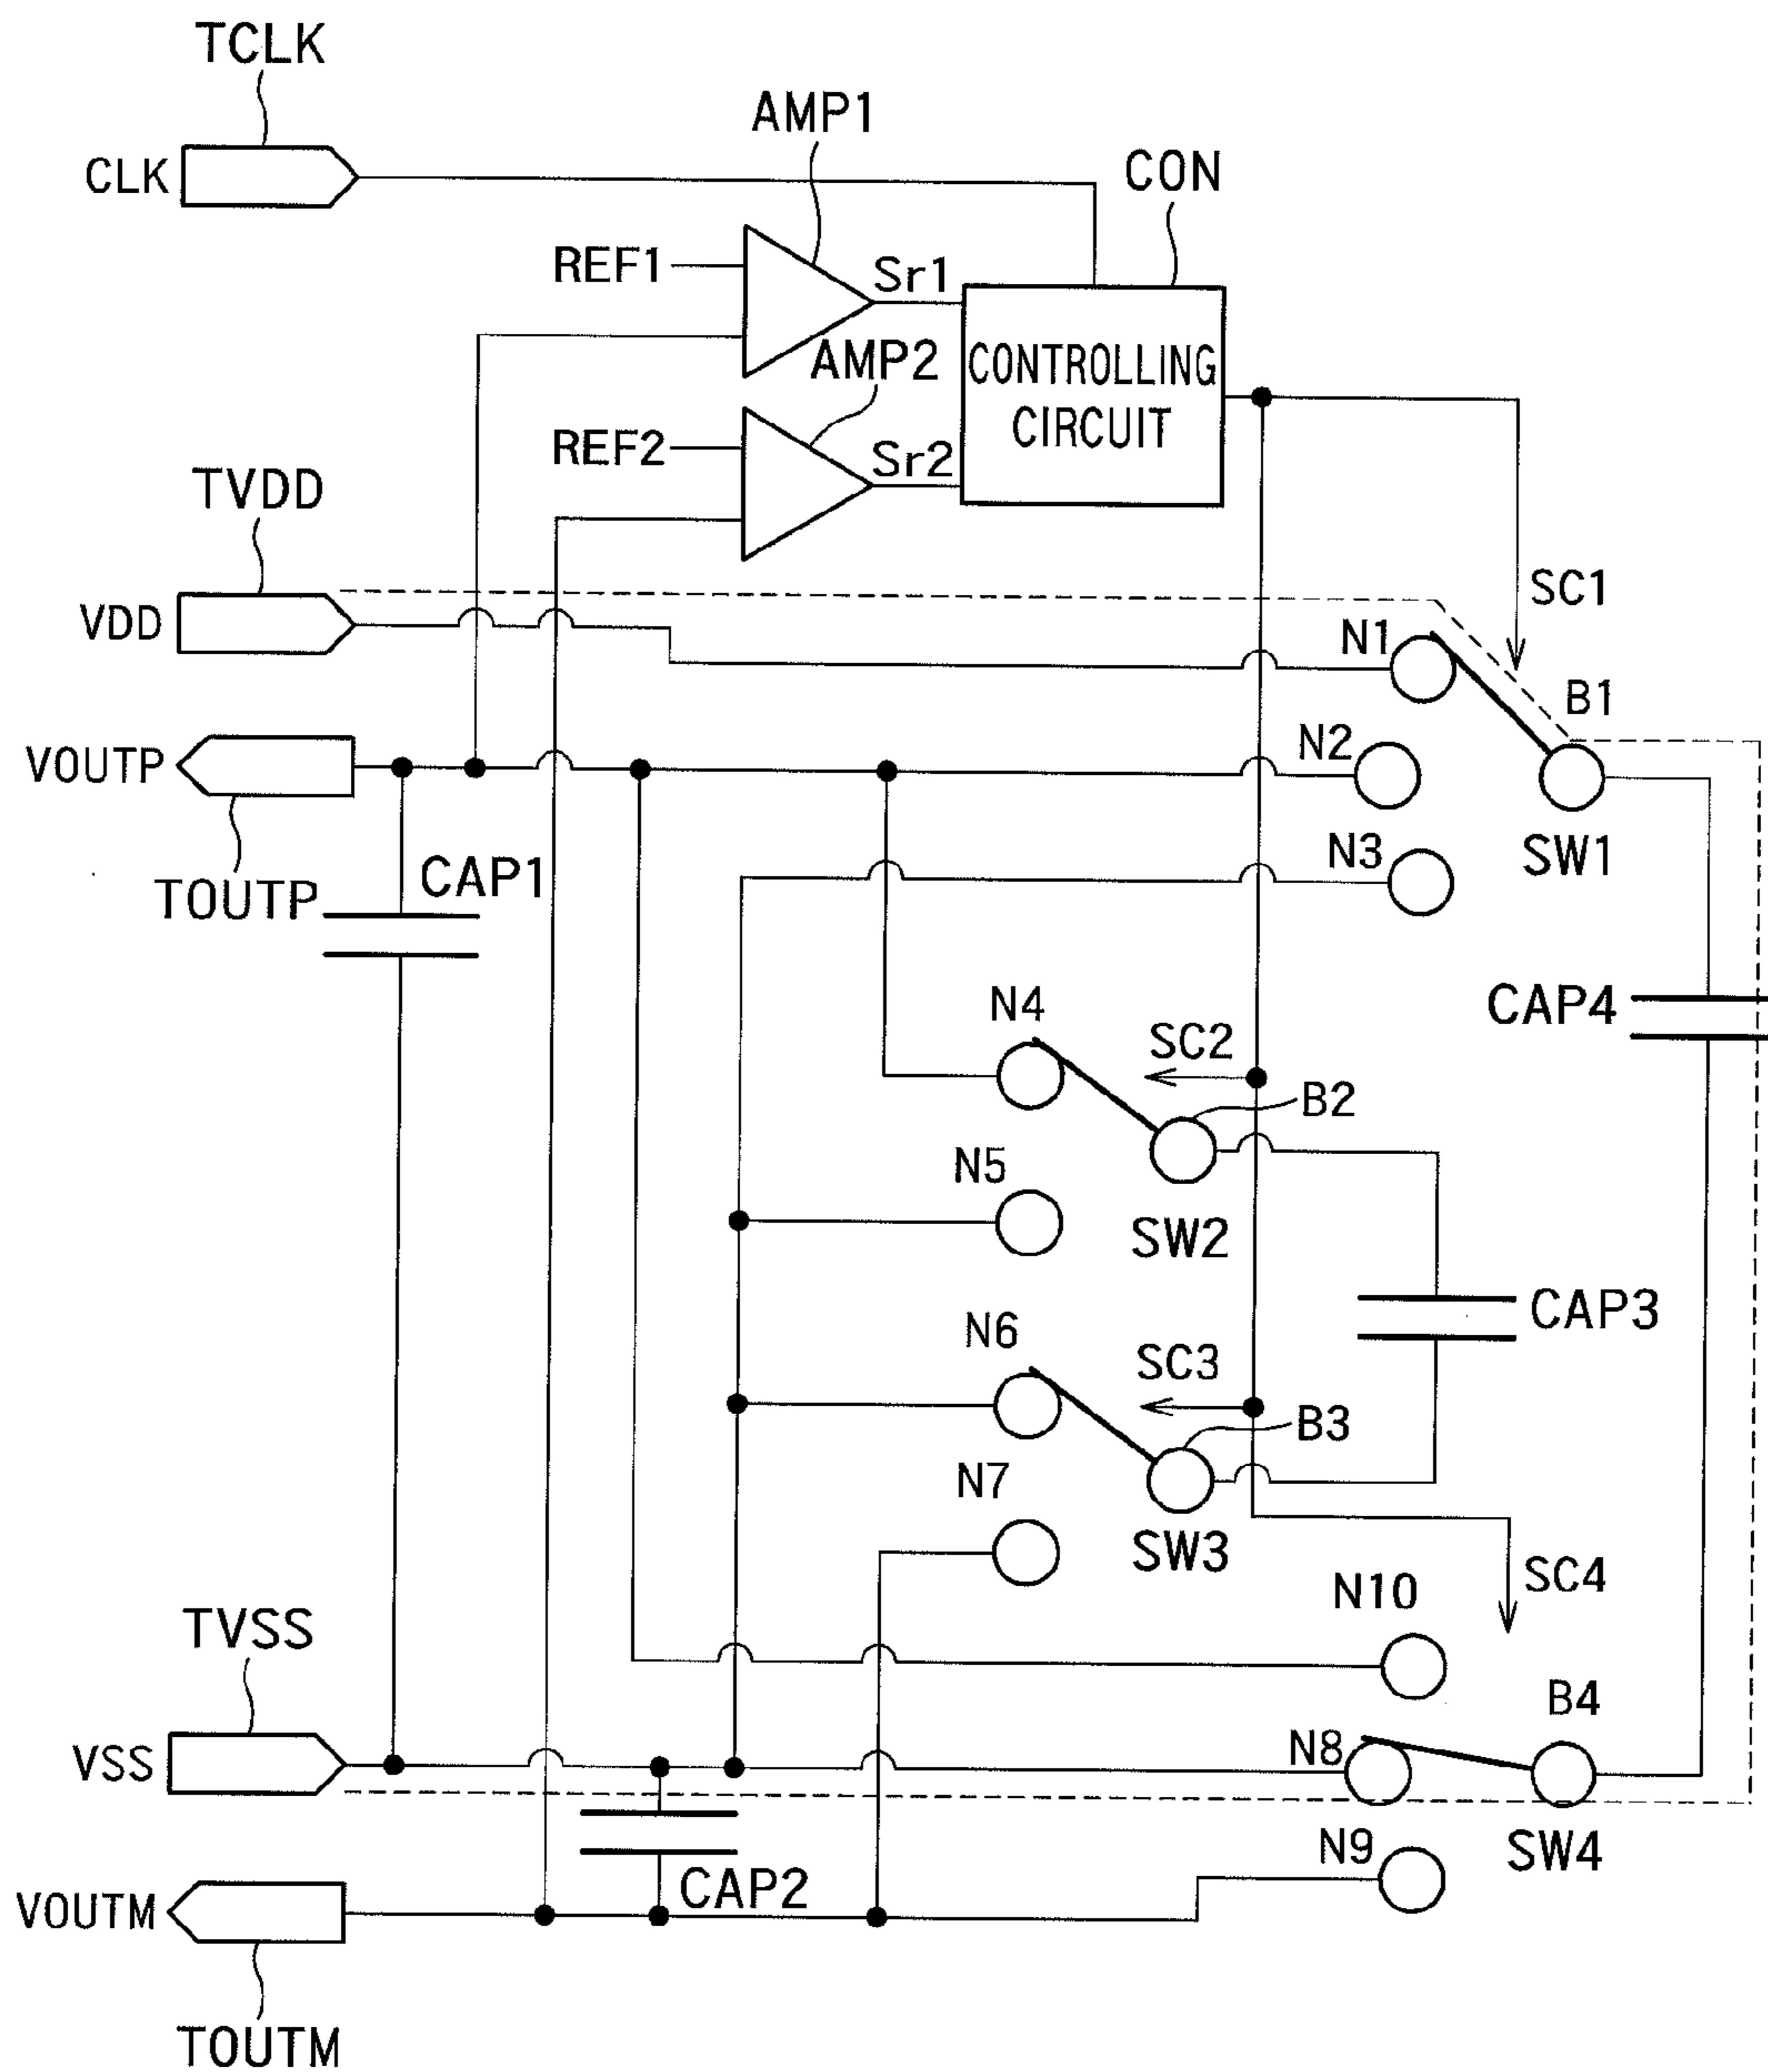 TCLK
AMP1
CLK
CON
REF1
Sr1
AMP2
CONTROLLING
CIRCUIT
REF2
Sr2
TVDD
SC1
VDD
N1
B1
N2
VOUTP
N3
SW1
CAP1
TOUTP
N4
SC2
CAP4
B2
N5
SW2
CAP3
N6
SC3
B3
N7
SW3
N10
SC4
TVSS
B4
N8
VSS
N9
SW4
CAP2
VOUTM
TOUTM